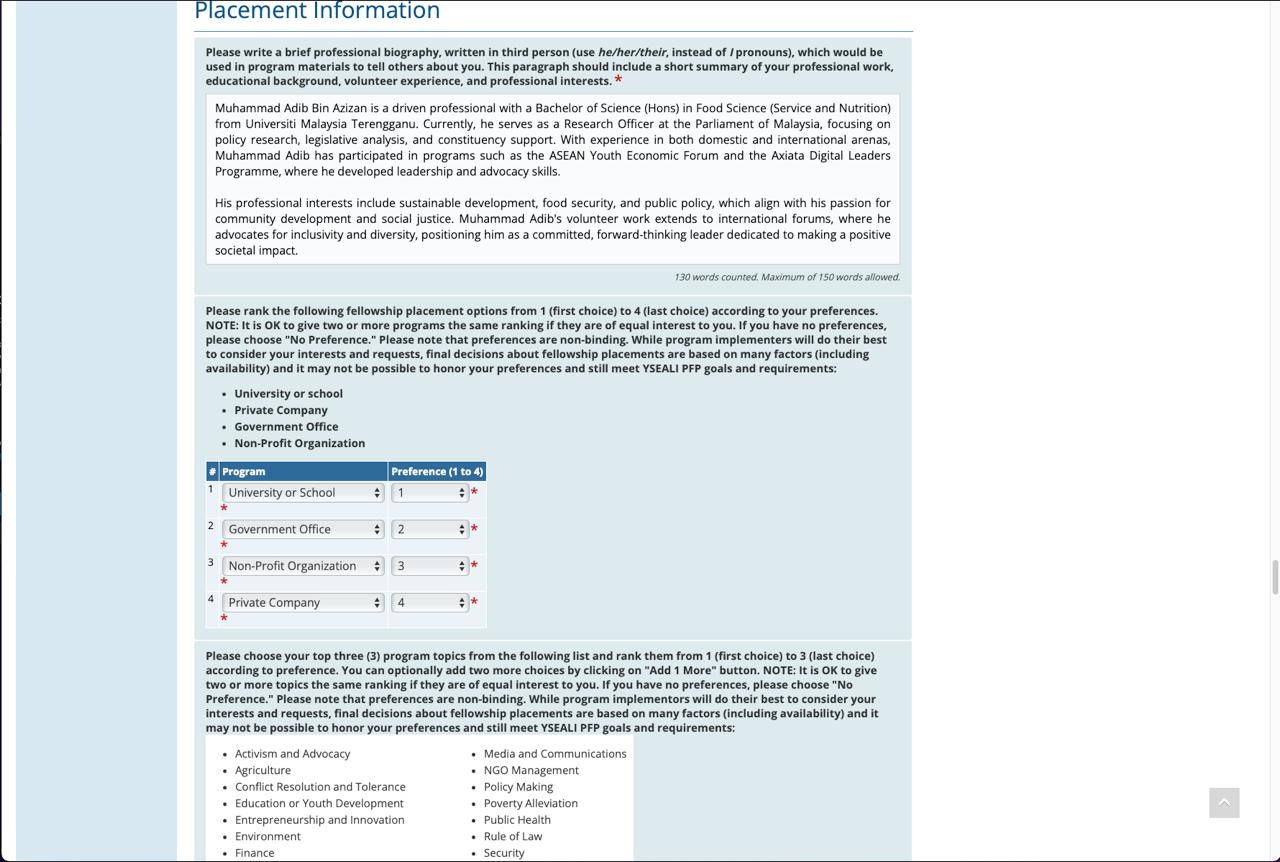 Placement Information
Please write a brief professional biography, written in third person (use he/her/their, instead of I pronouns), which would be
used in program materials to tell others about you. This paragraph should include a short summary of your professional work,
educational background, volunteer experience, and professional interests. *
Muhammad Adib Bin Azizan is a driven professional with a Bachelor of Science (Hons) in Food Science (Service and Nutrition)
from Universiti Malaysia Terengganu. Currently, he serves as a Research Officer at the Parliament of Malaysia, focusing on
policy research, legislative analysis, and constituency support. With experience in both domestic and international arenas,
Muhammad Adib has participated in programs such as the ASEAN Youth Economic Forum and the Axiata Digital Leaders
Programme, where he developed leadership and advocacy skills.
His professional interests include sustainable development, food security, and public policy, which align with his passion for
community development and social justice. Muhammad Adib's volunteer work extends to international forums, where he
advocates for inclusivity and diversity, positioning him as a committed, forward-thinking leader dedicated to making a positive
societal impact.
130 words counted. Maximum of 150 words allowed.
Please rank the following fellowship placement options from 1 (first choice) to 4 (last choice) according to your preferences.
NOTE: It is OK to give two or more programs the same ranking if they are of equal interest to you. If you have no preferences,
please choose "No Preference." Please note that preferences are non-binding. While program implementers will do their best
to consider your interests and requests, final decisions about fellowship placements are based on many factors (including
availability) and it may not be possible to honor your preferences and still meet YSEALI PFP goals and requirements:
• University or school
• Private Company
• Government Office
• Non-Profit Organization
# Program Preference (1 to 4)
1 University or School 1 *
*
2 Government Office 2 *
*
3 Non-Profit Organization 3 *
*
4 Private Company 4 *
*
Please choose your top three (3) program topics from the following list and rank them from 1 (first choice) to 3 (last choice)
according to preference. You can optionally add two more choices by clicking on "Add 1 More" button. NOTE: It is OK to give
two or more topics the same ranking if they are of equal interest to you. If you have no preferences, please choose "No
Preference." Please note that preferences are non-binding. While program implementors will do their best to consider your
interests and requests, final decisions about fellowship placements are based on many factors (including availability) and it
may not be possible to honor your preferences and still meet YSEALI PFP goals and requirements:
• Activism and Advocacy
• Agriculture
• Conflict Resolution and Tolerance
• Education or Youth Development
• Entrepreneurship and Innovation
• Environment
• Finance
• Media and Communications
• NGO Management
• Policy Making
• Poverty Alleviation
• Public Health
• Rule of Law
• Security